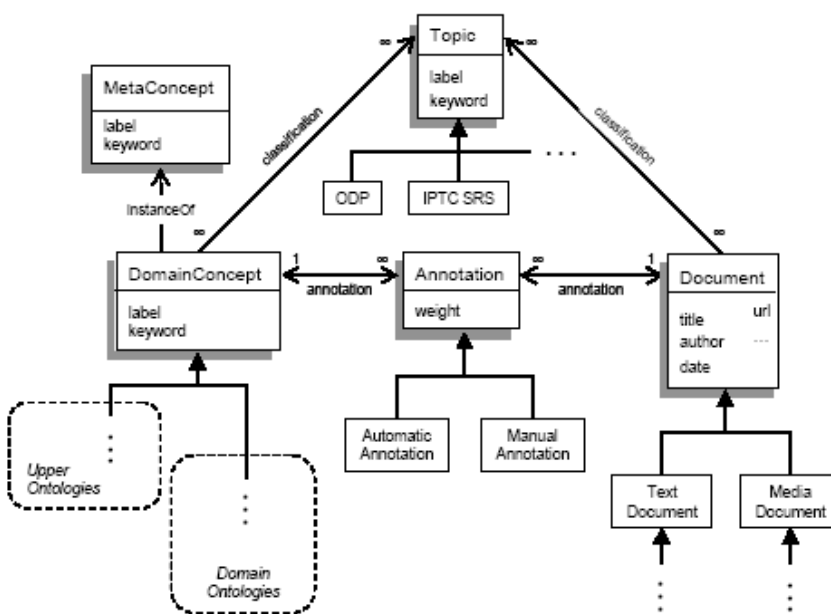 ∞
Topic
∞
label
keyword
MetaConcept
label
keyword
classification
classification
ODP
IPTC SRS
. . .
InstanceOf
∞
∞
DomainConcept
label
keyword
1
∞
annotation
Annotation
weight
∞
1
annotation
Document
url
title
author
...
date
Automatic
Annotation
Manual
Annotation
Upper
Ontologies
Domain
Ontologies
Text
Document
Media
Document